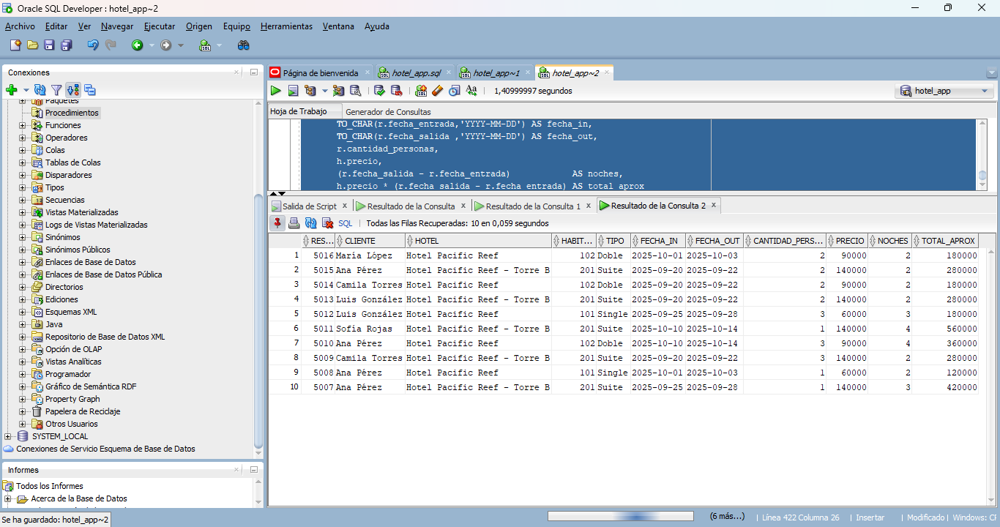 Oracle SQL Developer : hotel_app~2
Archivo Editar Ver Navegar Ejecutar Origen Equipo Herramientas Ventana Ayuda
Conexiones
Paquetes
Procedimientos
Funciones
Operadores
Colas
Tablas de Colas
Disparadores
Tipos
Secuencias
Vistas Materializadas
Logs de Vistas Materializadas
Sinónimos
Sinónimos Públicos
Enlaces de Base de Datos
Enlaces de Base de Datos Pública
Directorios
Ediciones
Esquemas XML
Java
Repositorio de Base de Datos XML
Opción de OLAP
Vistas Analíticas
Programador
Gráfico de Semántica RDF
Property Graph
Papelera de Reciclaje
Otros Usuarios
SYSTEM_LOCAL
Conexiones de Servicio Esquema de Base de Datos
Informes
Todos los Informes
Acerca de la Base de Datos
Página de bienvenida hotel_app.sql hotel_app~1 hotel_app~2
1,40999997 segundos hotel_app
Hoja de Trabajo Generador de Consultas
TO_CHAR(r.fecha_entrada,'YYYY-MM-DD') AS fecha_in,
TO_CHAR(r.fecha_salida ,'YYYY-MM-DD') AS fecha_out,
r.cantidad_personas,
h.precio,
(r.fecha_salida - r.fecha_entrada) AS noches,
h.precio * (r.fecha_salida - r.fecha_entrada) AS total_aprox
Salida de Script Resultado de la Consulta Resultado de la Consulta 1 Resultado de la Consulta 2
SQL Todas las Filas Recuperadas: 10 en 0,059 segundos
RES... CLIENTE HOTEL HABIT... TIPO FECHA_IN FECHA_OUT CANTIDAD_PERS... PRECIO NOCHES TOTAL_APROX
1 5016 María López Hotel Pacific Reef 102 Doble 2025-10-01 2025-10-03 2 90000 2 180000
2 5015 Ana Pérez Hotel Pacific Reef - Torre B 201 Suite 2025-09-20 2025-09-22 2 140000 2 280000
3 5014 Camila Torres Hotel Pacific Reef 102 Doble 2025-09-20 2025-09-22 2 90000 2 180000
4 5013 Luis González Hotel Pacific Reef - Torre B 201 Suite 2025-09-20 2025-09-22 2 140000 2 280000
5 5012 Luis González Hotel Pacific Reef 101 Single 2025-09-25 2025-09-28 3 60000 3 180000
6 5011 Sofía Rojas Hotel Pacific Reef - Torre B 201 Suite 2025-10-10 2025-10-14 1 140000 4 560000
7 5010 Ana Pérez Hotel Pacific Reef 102 Doble 2025-10-10 2025-10-14 3 90000 4 360000
8 5009 Camila Torres Hotel Pacific Reef - Torre B 201 Suite 2025-09-20 2025-09-22 3 140000 2 280000
9 5008 Ana Pérez Hotel Pacific Reef 101 Single 2025-10-01 2025-10-03 1 60000 2 120000
10 5007 Ana Pérez Hotel Pacific Reef - Torre B 201 Suite 2025-09-25 2025-09-28 1 140000 3 420000
Se ha guardado: hotel_app~2 (6 más...) Línea 422 Columna 26 Insertar Modificado Windows: